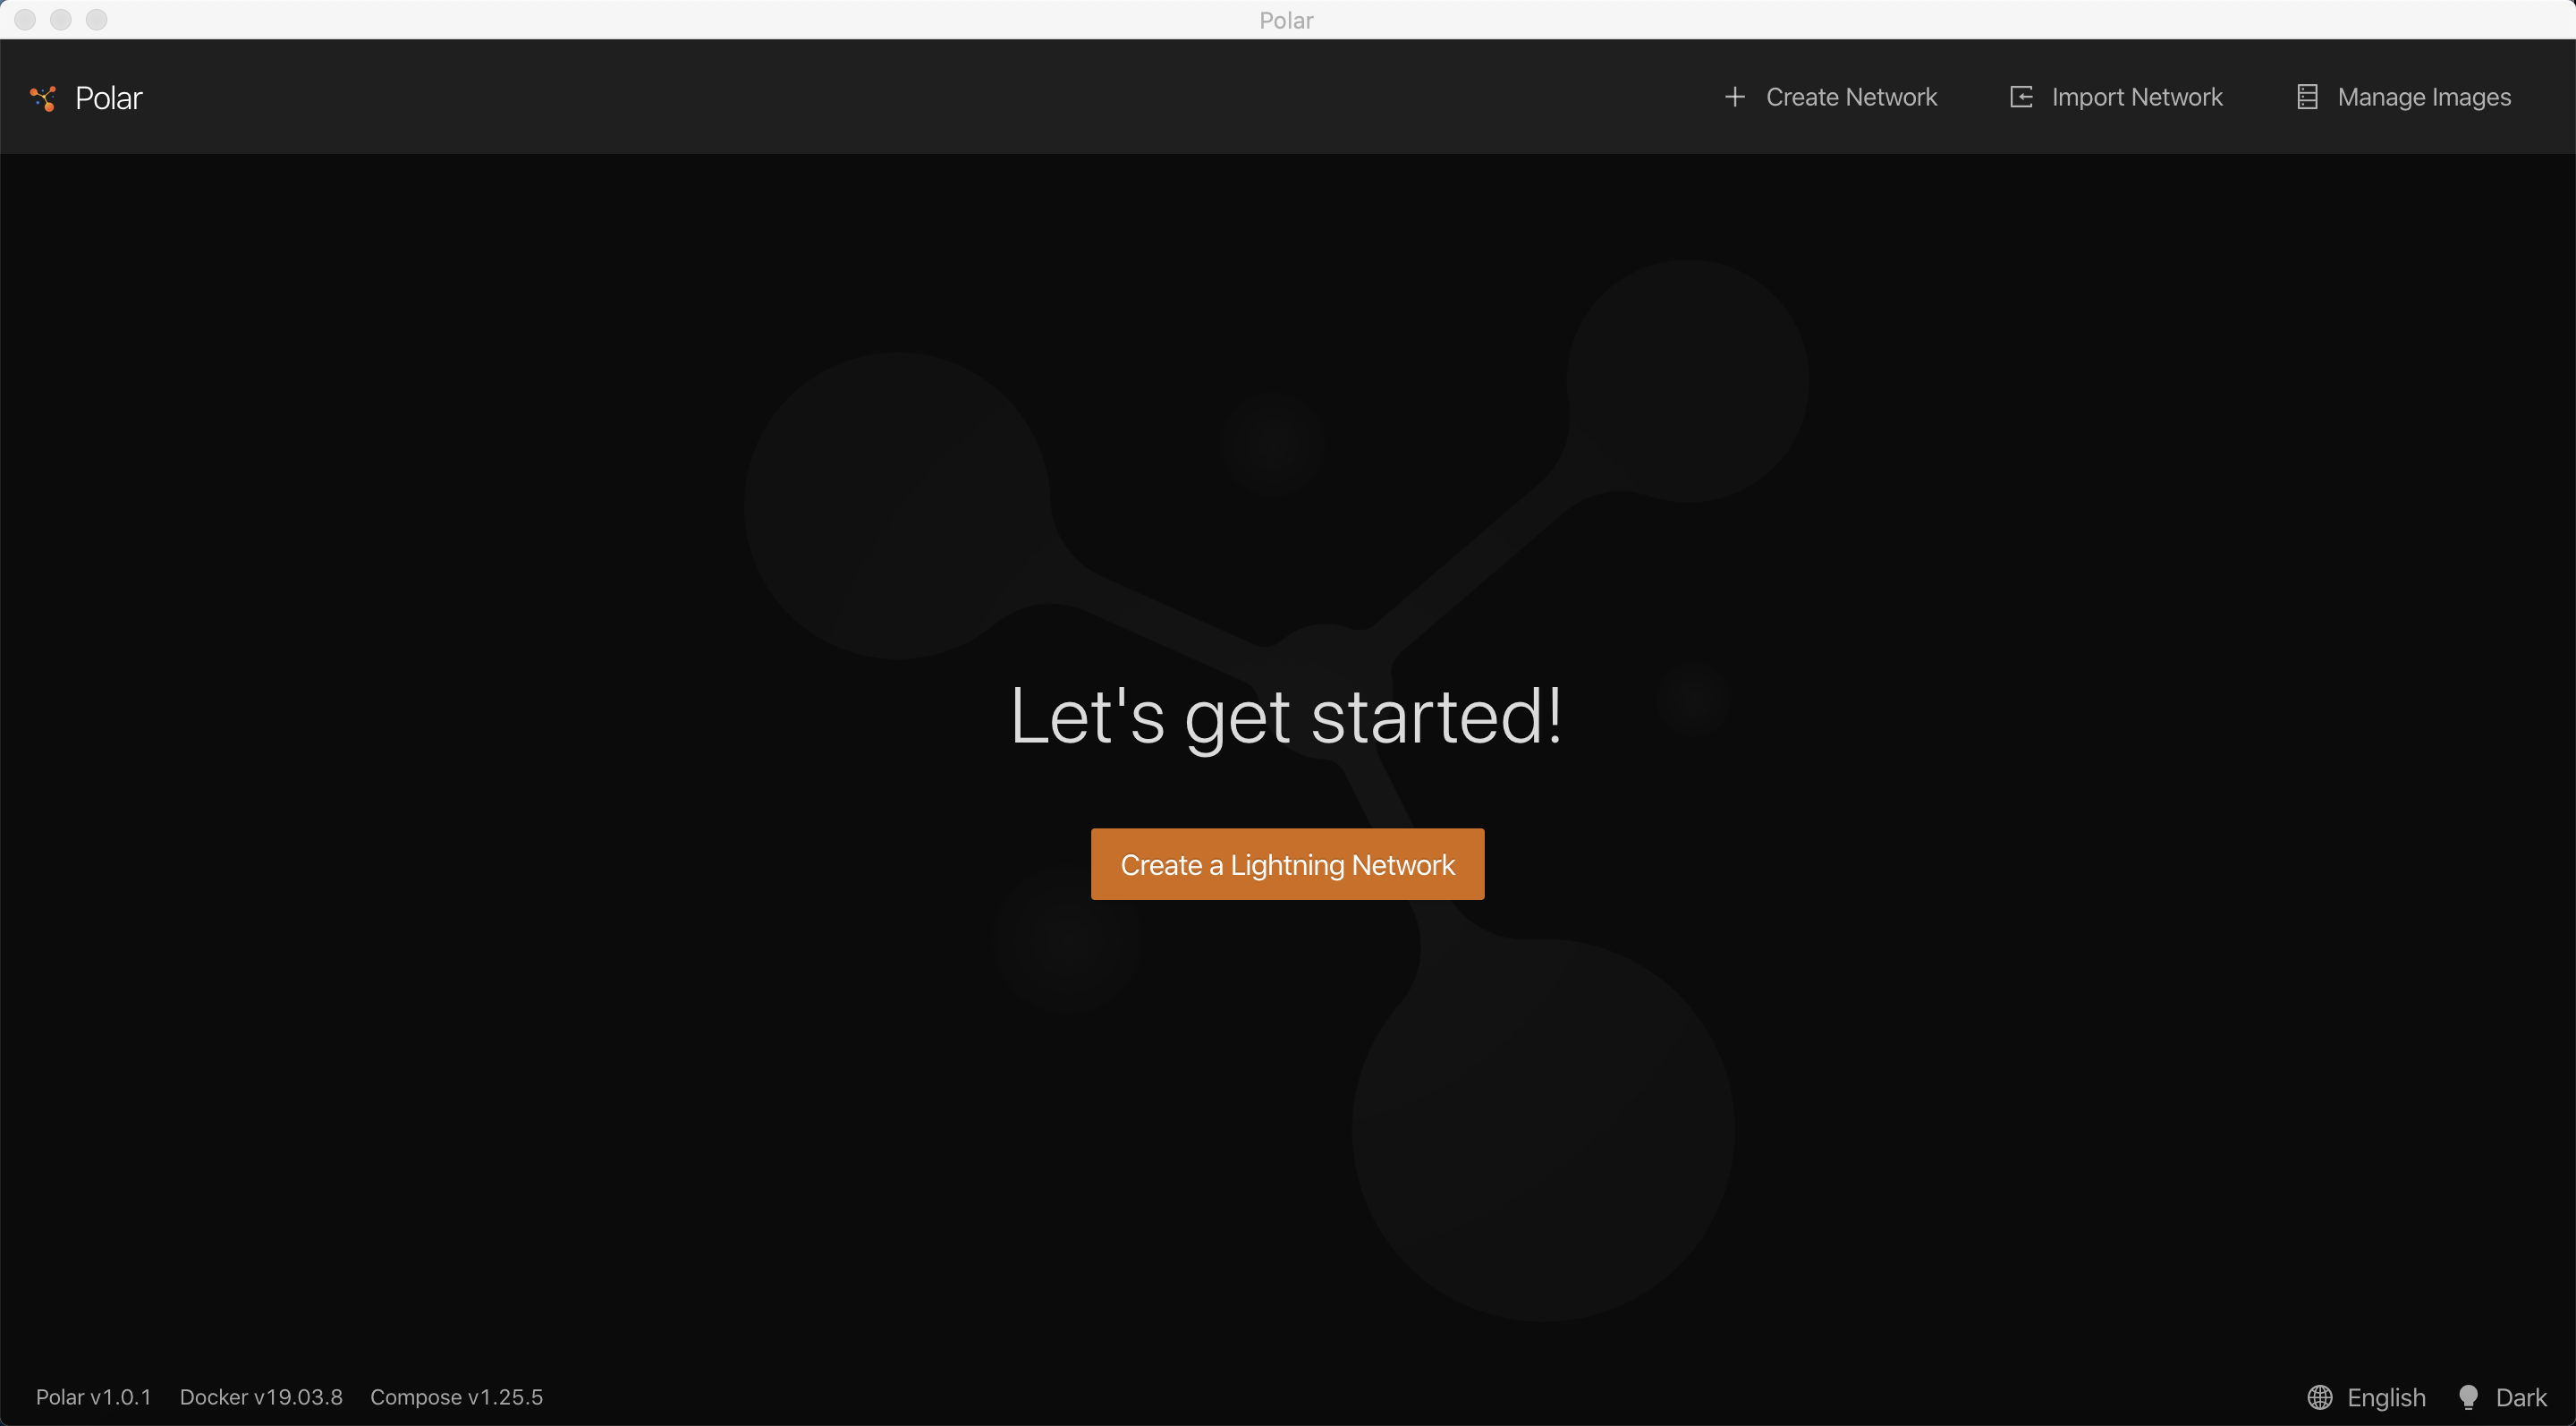 Polar
Polar
Create Network
Import Network
Manage Images
Let's get started!
Create a Lightning Network
Polar v1.0.1
Docker v19.03.8
Compose v1.25.5
English
Dark